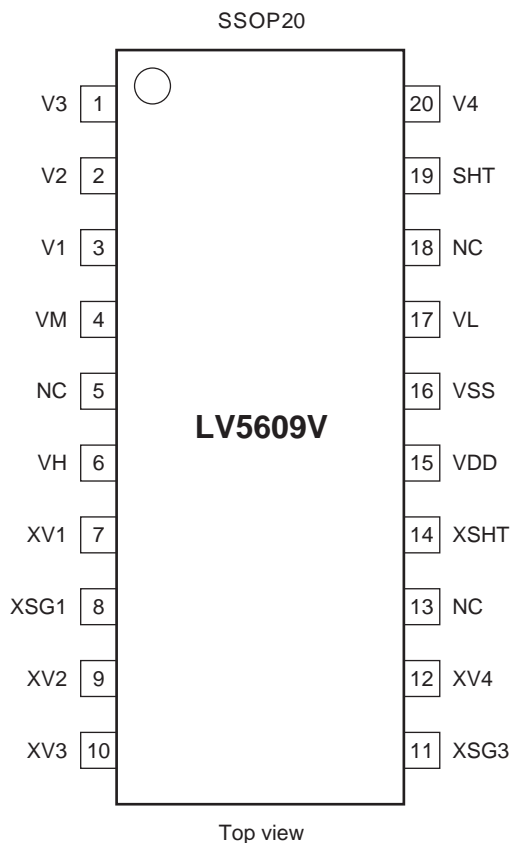 SSOP20
V3 1 20 V4
V2 2 19 SHT
V1 3 18 NC
VM 4 17 VL
NC 5 16 VSS
LV5609V
VH 6 15 VDD
XV1 7 14 XSHT
XSG1 8 13 NC
XV2 9 12 XV4
XV3 10 11 XSG3
Top view